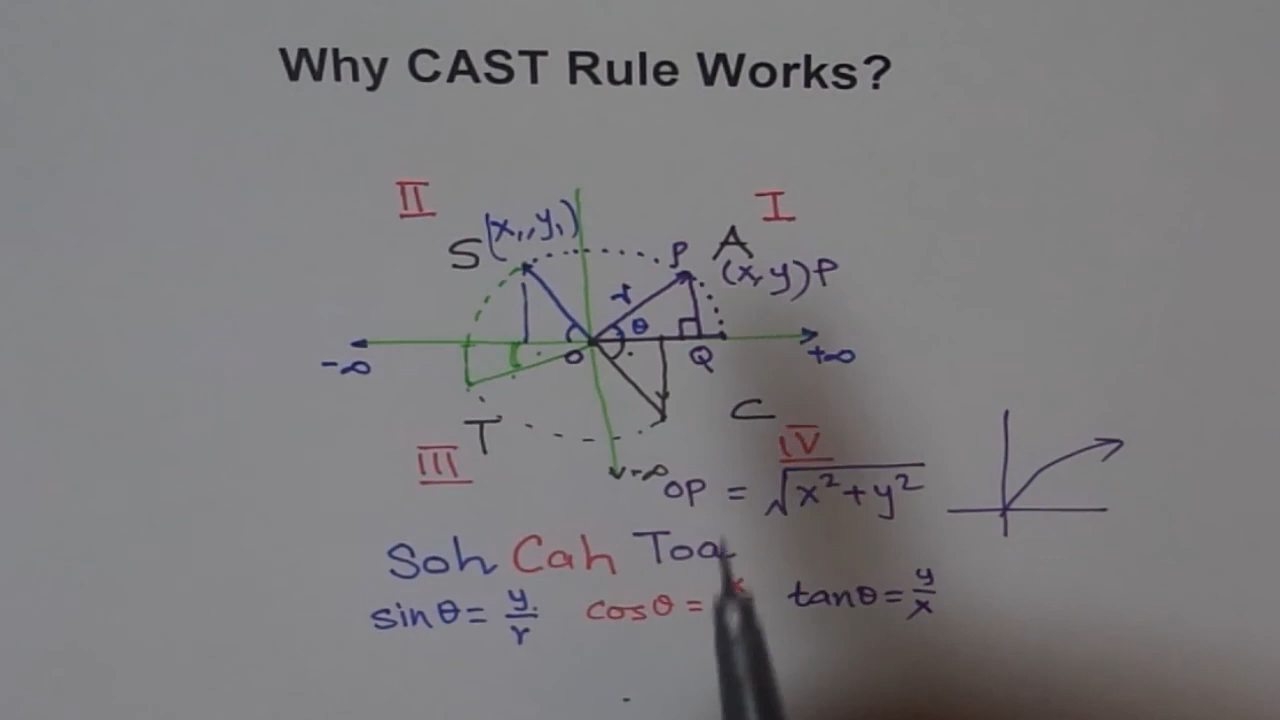 Why CAST Rule Works?
II
I
S (x₁, y₁)
P A
(x, y) P
r
θ
-∞
O
Q
+∞
T
C
III
IV
-∞
OP = √x²+y²
Soh Cah Toa
sinθ = y/r cosθ = x tanθ = y/x